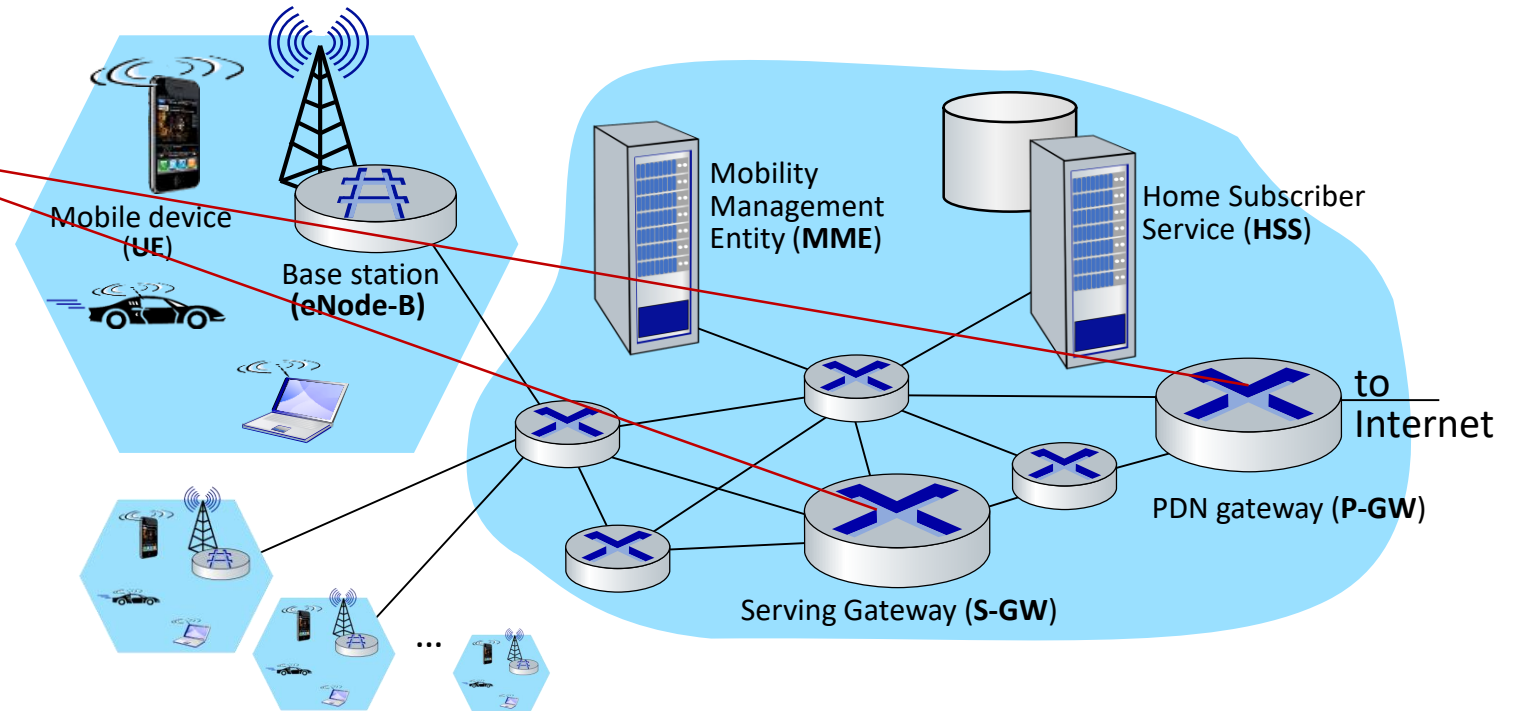 Mobile device
(UE)
Base station
(eNode-B)
Mobility
Management
Entity (MME)
Home Subscriber
Service (HSS)
to
Internet
PDN gateway (P-GW)
Serving Gateway (S-GW)
...